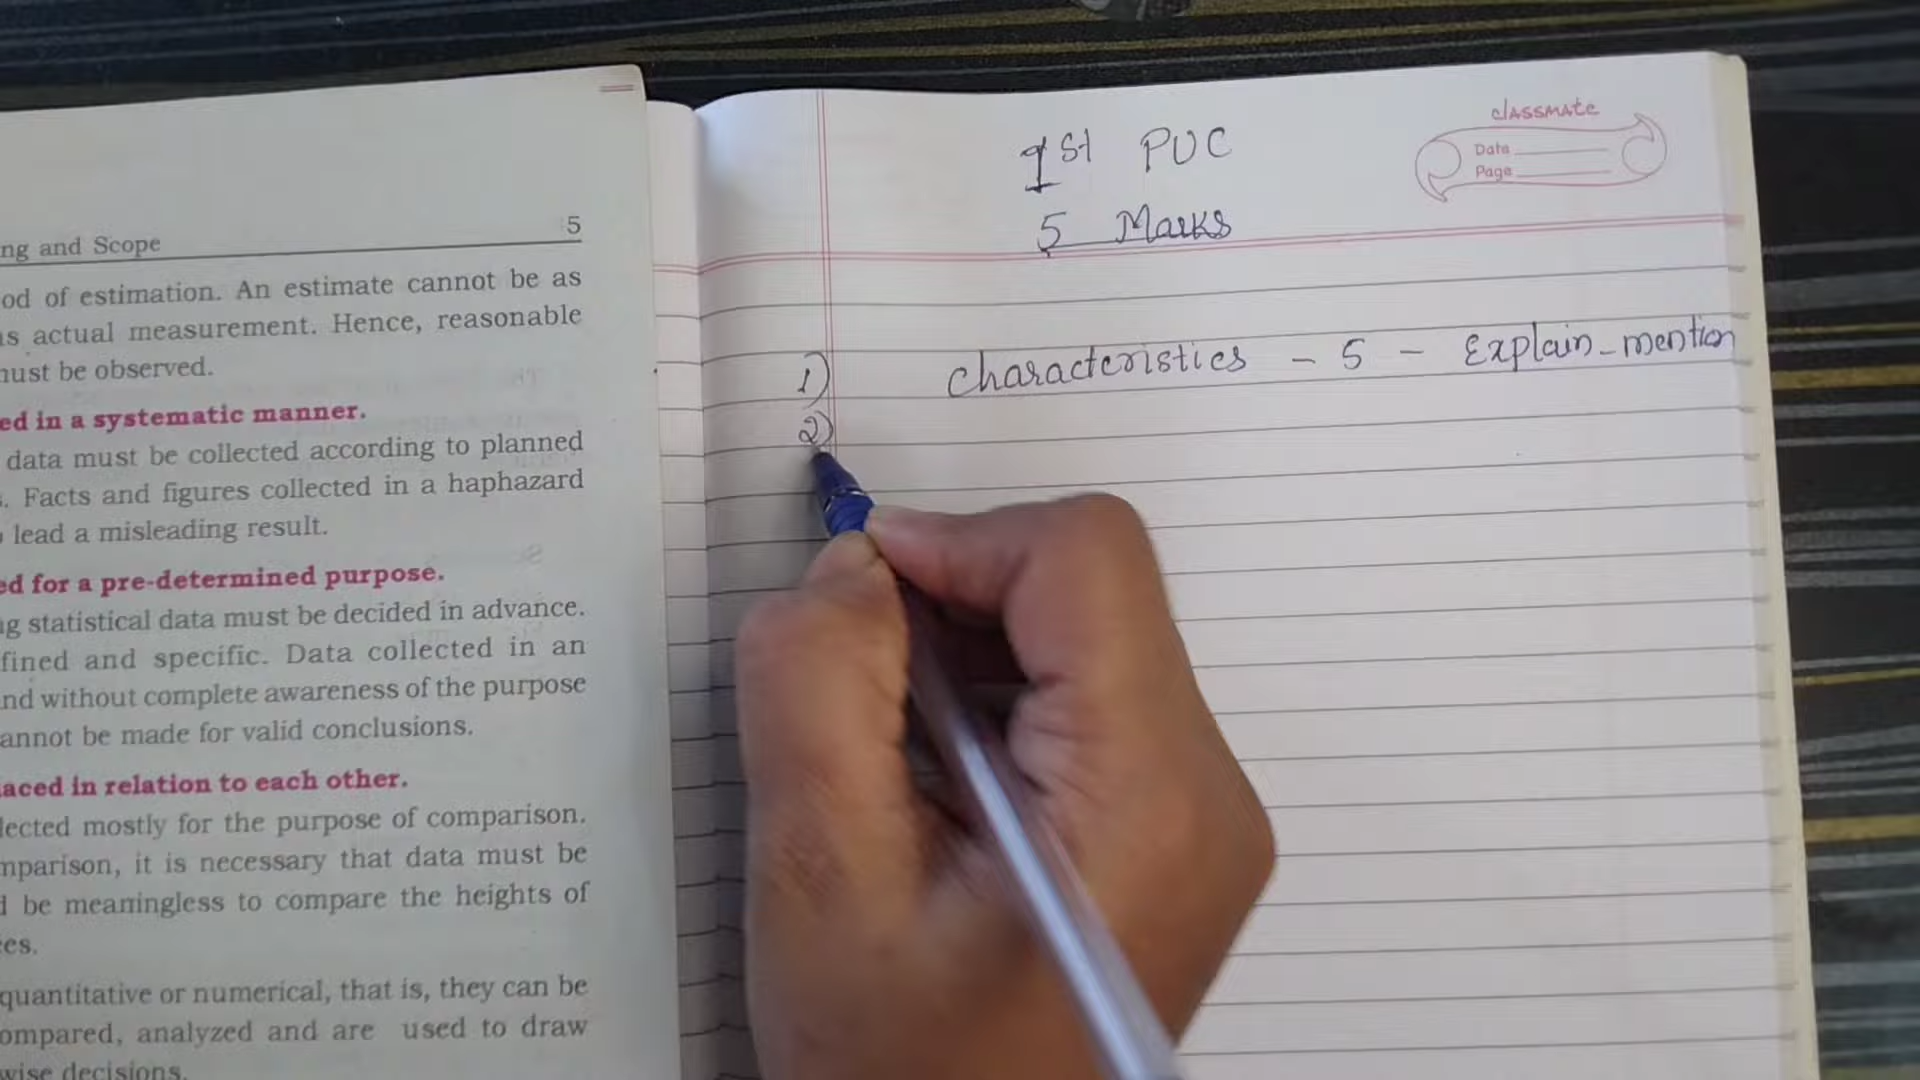 ng and Scope 5
od of estimation. An estimate cannot be as
as actual measurement. Hence, reasonable
must be observed.
ed in a systematic manner.
data must be collected according to planned
s. Facts and figures collected in a haphazard
lead a misleading result.
ed for a pre-determined purpose.
ng statistical data must be decided in advance.
fined and specific. Data collected in an
nd without complete awareness of the purpose
annot be made for valid conclusions.
laced in relation to each other.
lected mostly for the purpose of comparison.
mparison, it is necessary that data must be
d be meaningless to compare the heights of
ces.
quantitative or numerical, that is, they can be
ompared, analyzed and are used to draw
wise decisions.
classmate
Date
Page
1st PUC
5 Marks
1) Characteristics - 5 - Explain - mention
2)